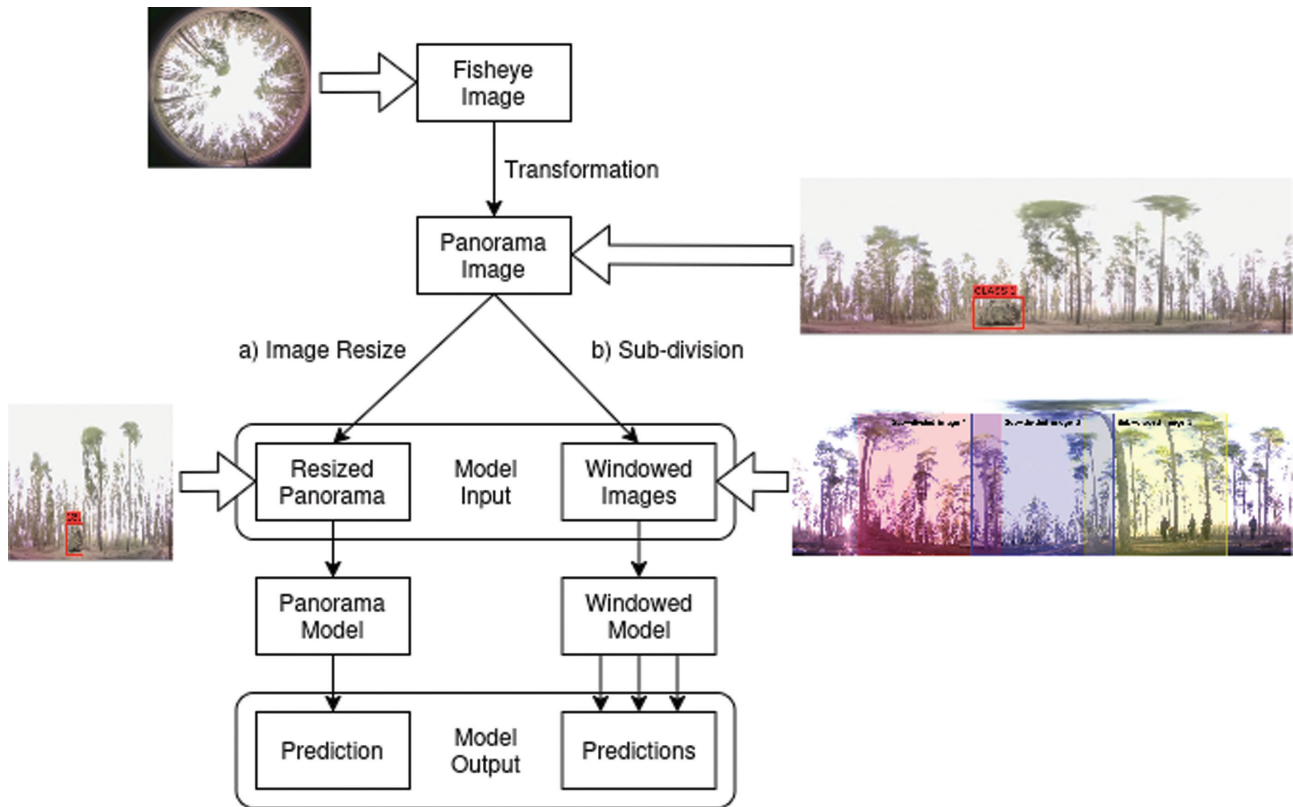 Fisheye
Image
Transformation
Panorama
Image
a) Image Resize
b) Sub-division
Resized
Panorama
Model
Input
Windowed
Images
Panorama
Model
Windowed
Model
Prediction
Model
Output
Predictions